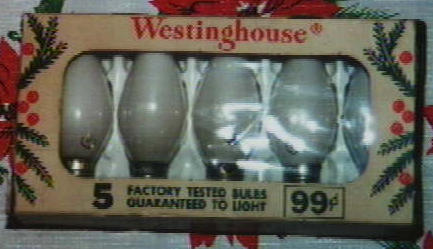 Westinghouse®
5 FACTORY TESTED BULBS
GUARANTEED TO LIGHT 99¢